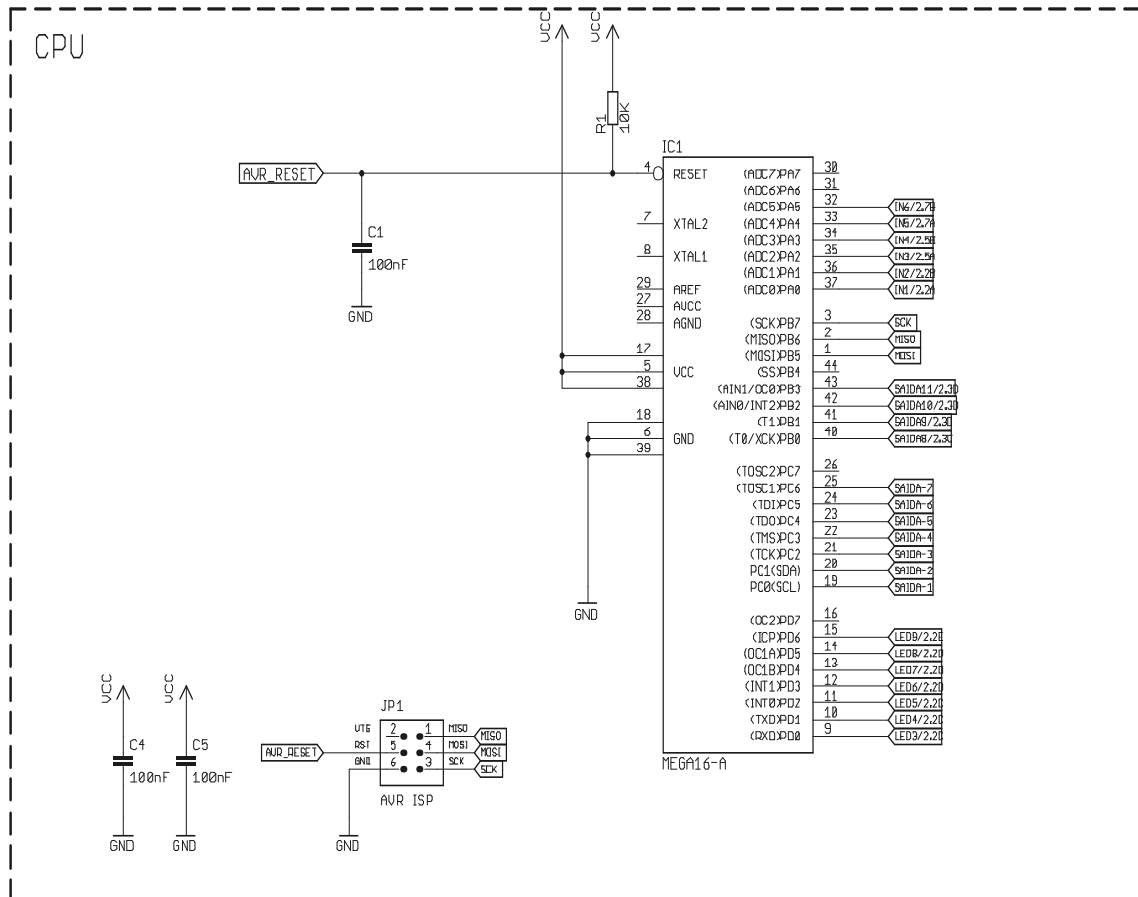 CPU
VCC
VCC
R1
10K
AVR_RESET
C1
100nF
GND
IC1
4 RESET
7 XTAL2
8 XTAL1
29 AREF
27 AVCC
28 AGND
17
5 VCC
38
18
6 GND
39
GND
(ADC7)PA7 30
(ADC6)PA6 31
(ADC5)PA5 32 IN6/2.7B
(ADC4)PA4 33 IN5/2.7A
(ADC3)PA3 34 IN4/2.5B
(ADC2)PA2 35 IN3/2.5A
(ADC1)PA1 36 IN2/2.2B
(ADC0)PA0 37 IN1/2.2A
(SCK)PB7 3 SCK
(MISO)PB6 2 MISO
(MOSI)PB5 1 MOSI
(SS)PB4 44
(AIN1/OC0)PB3 43 SAIDA11/2.3D
(AIN0/INT2)PB2 42 SAIDA10/2.3D
(T1)PB1 41 SAIDA9/2.3C
(T0/XCK)PB0 40 SAIDA8/2.3C
(TOSC2)PC7 26
(TOSC1)PC6 25 SAIDA-7
(TDI)PC5 24 SAIDA-6
(TDO)PC4 23 SAIDA-5
(TMS)PC3 22 SAIDA-4
(TCK)PC2 21 SAIDA-3
PC1(SDA) 20 SAIDA-2
PC0(SCL) 19 SAIDA-1
(OC2)PD7 16
(ICP)PD6 15
(OC1A)PD5 14 LED8/2.2D
(OC1B)PD4 13 LED7/2.2D
(INT1)PD3 12 LED6/2.2D
(INT0)PD2 11 LED5/2.2D
(TXD)PD1 10 LED4/2.2D
(RXD)PD0 9
MEGA16-A
VCC
C4
100nF
GND
VCC
C5
100nF
GND
JP1
VTG 2 1 MISO MISO
AVR_RESET RST 5 4 MOSI MOSI
GND 6 3 SCK SCK
AVR ISP
GND